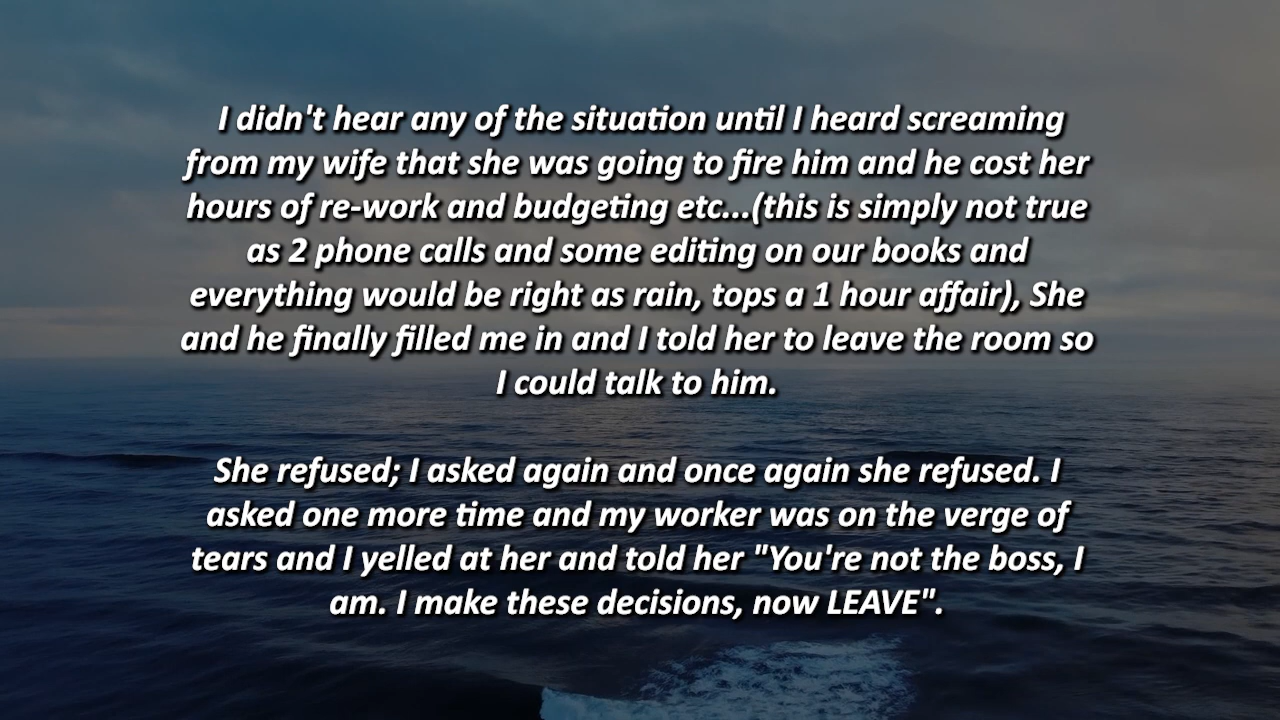 I didn't hear any of the situation until I heard screaming
from my wife that she was going to fire him and he cost her
hours of re-work and budgeting etc...(this is simply not true
as 2 phone calls and some editing on our books and
everything would be right as rain, tops a 1 hour affair), She
and he finally filled me in and I told her to leave the room so
I could talk to him.
She refused; I asked again and once again she refused. I
asked one more time and my worker was on the verge of
tears and I yelled at her and told her "You're not the boss, I
am. I make these decisions, now LEAVE".